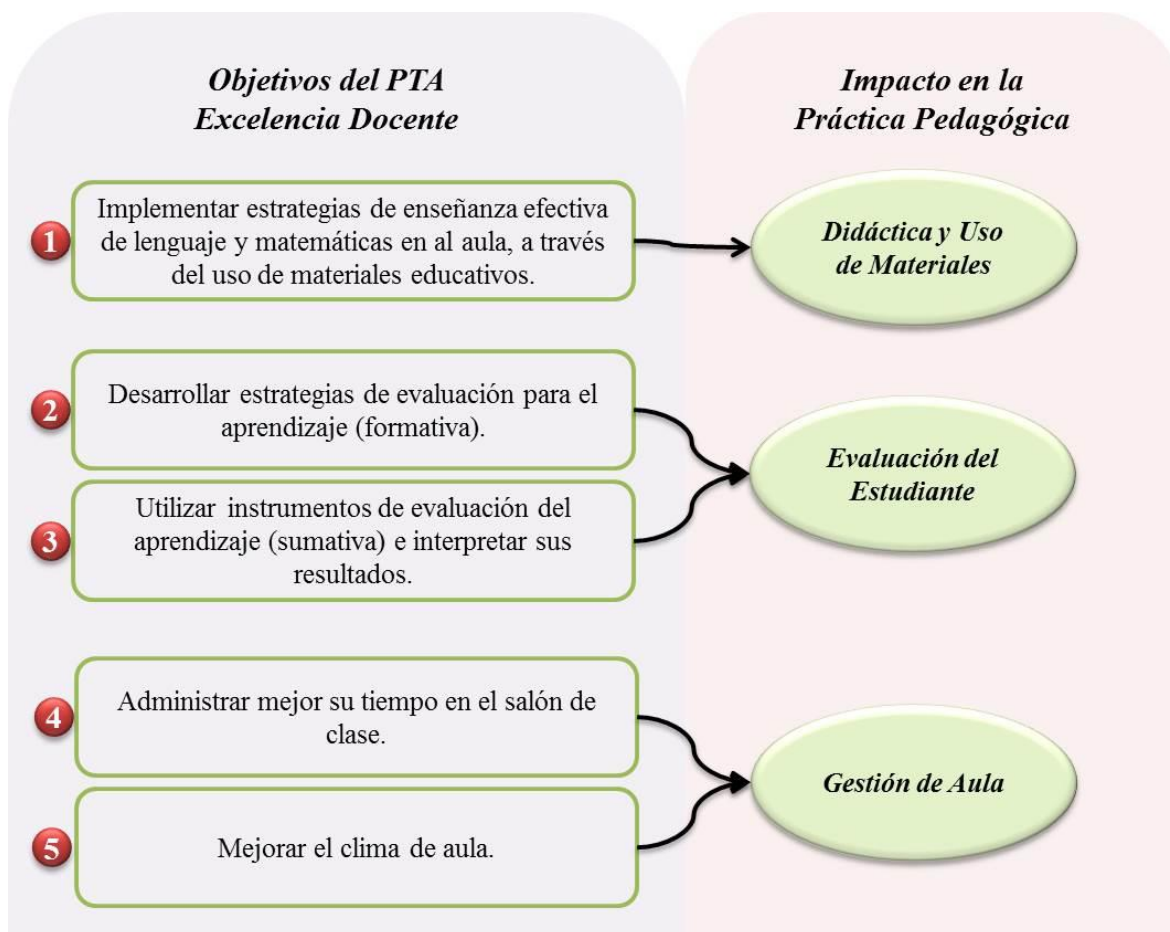 Objetivos del PTA
Excelencia Docente
Impacto en la
Práctica Pedagógica
1
Implementar estrategias de enseñanza efectiva
de lenguaje y matemáticas en al aula, a través
del uso de materiales educativos.
Didáctica y Uso
de Materiales
2
Desarrollar estrategias de evaluación para el
aprendizaje (formativa).
3
Utilizar instrumentos de evaluación del
aprendizaje (sumativa) e interpretar sus
resultados.
Evaluación del
Estudiante
4
Administrar mejor su tiempo en el salón de
clase.
5
Mejorar el clima de aula.
Gestión de Aula